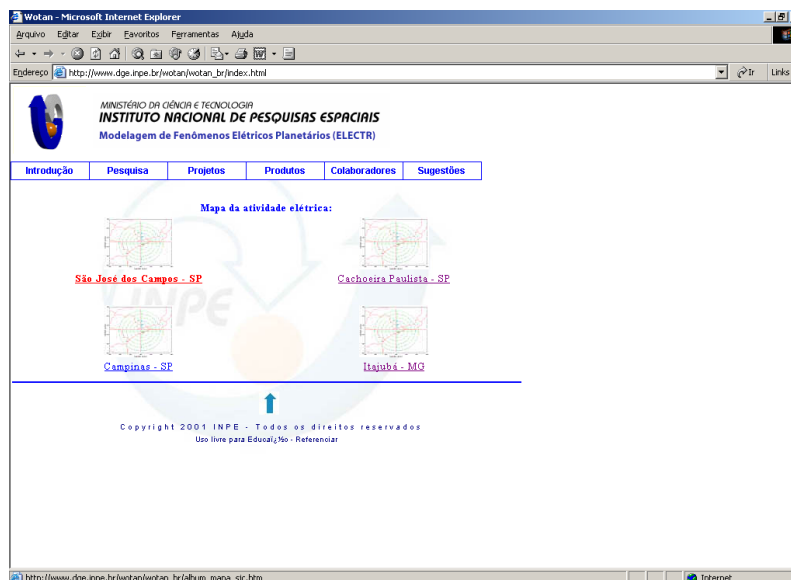 Wotan - Microsoft Internet Explorer
Arquivo Editar Exibir Favoritos Ferramentas Ajuda
Endereço http://www.dge.inpe.br/wotan/wotan_br/index.html Ir Links
MINISTÉRIO DA CIÊNCIA E TECNOLOGIA
INSTITUTO NACIONAL DE PESQUISAS ESPACIAIS
Modelagem de Fenômenos Elétricos Planetários (ELECTR)
Introdução Pesquisa Projetos Produtos Colaboradores Sugestões
Mapa da atividade elétrica:
São José dos Campos - SP Cachoeira Paulista - SP
INPE
Campinas - SP Itajubá - MG
Copyright 2001 INPE - Todos os direitos reservados
Uso livre para Educaï¿½o - Referenciar
http://www.dge.inpe.br/wotan/wotan_br/album_mapa_sjc.htm Internet